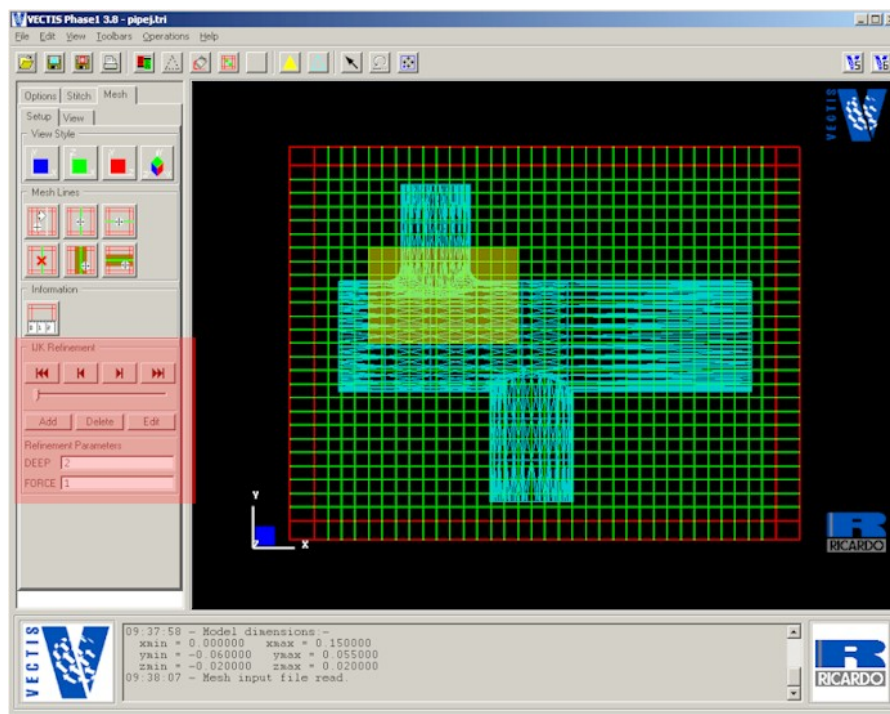 VECTIS Phase1 3.8 - pipej.tri
File Edit View Toolbars Operations Help
Options Stitch Mesh
Setup View
View Style
Mesh Lines
Information
IJK Refinement
Add Delete Edit
Refinement Parameters
DEEP 2
FORCE 1
VECTIS
Y
Z X
RICARDO
VECTIS
09:37:58 - Model dimensions:-
xmin = 0.000000 xmax = 0.150000
ymin = -0.060000 ymax = 0.055000
zmin = -0.020000 zmax = 0.020000
09:38:07 - Mesh input file read.
RICARDO